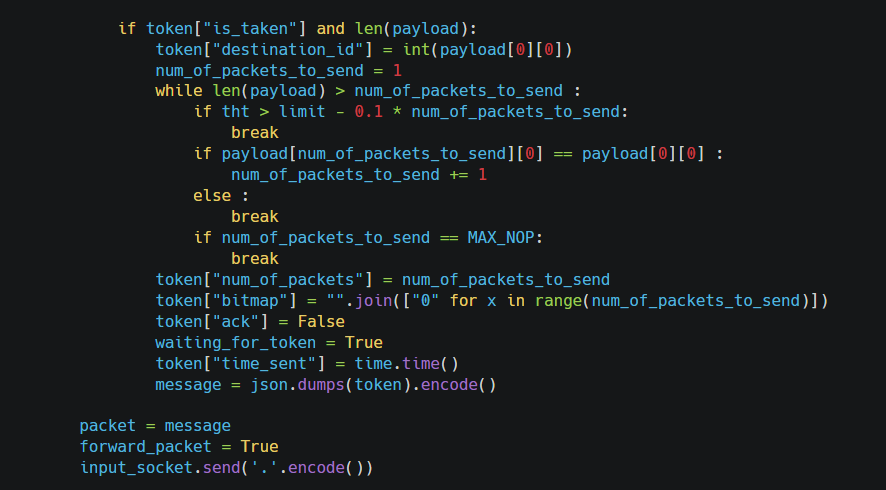 if token["is_taken"] and len(payload):
token["destination_id"] = int(payload[0][0])
num_of_packets_to_send = 1
while len(payload) > num_of_packets_to_send :
if tht > limit - 0.1 * num_of_packets_to_send:
break
if payload[num_of_packets_to_send][0] == payload[0][0] :
num_of_packets_to_send += 1
else :
break
if num_of_packets_to_send == MAX_NOP:
break
token["num_of_packets"] = num_of_packets_to_send
token["bitmap"] = "".join(["0" for x in range(num_of_packets_to_send)])
token["ack"] = False
waiting_for_token = True
token["time_sent"] = time.time()
message = json.dumps(token).encode()
packet = message
forward_packet = True
input_socket.send('.'.encode())